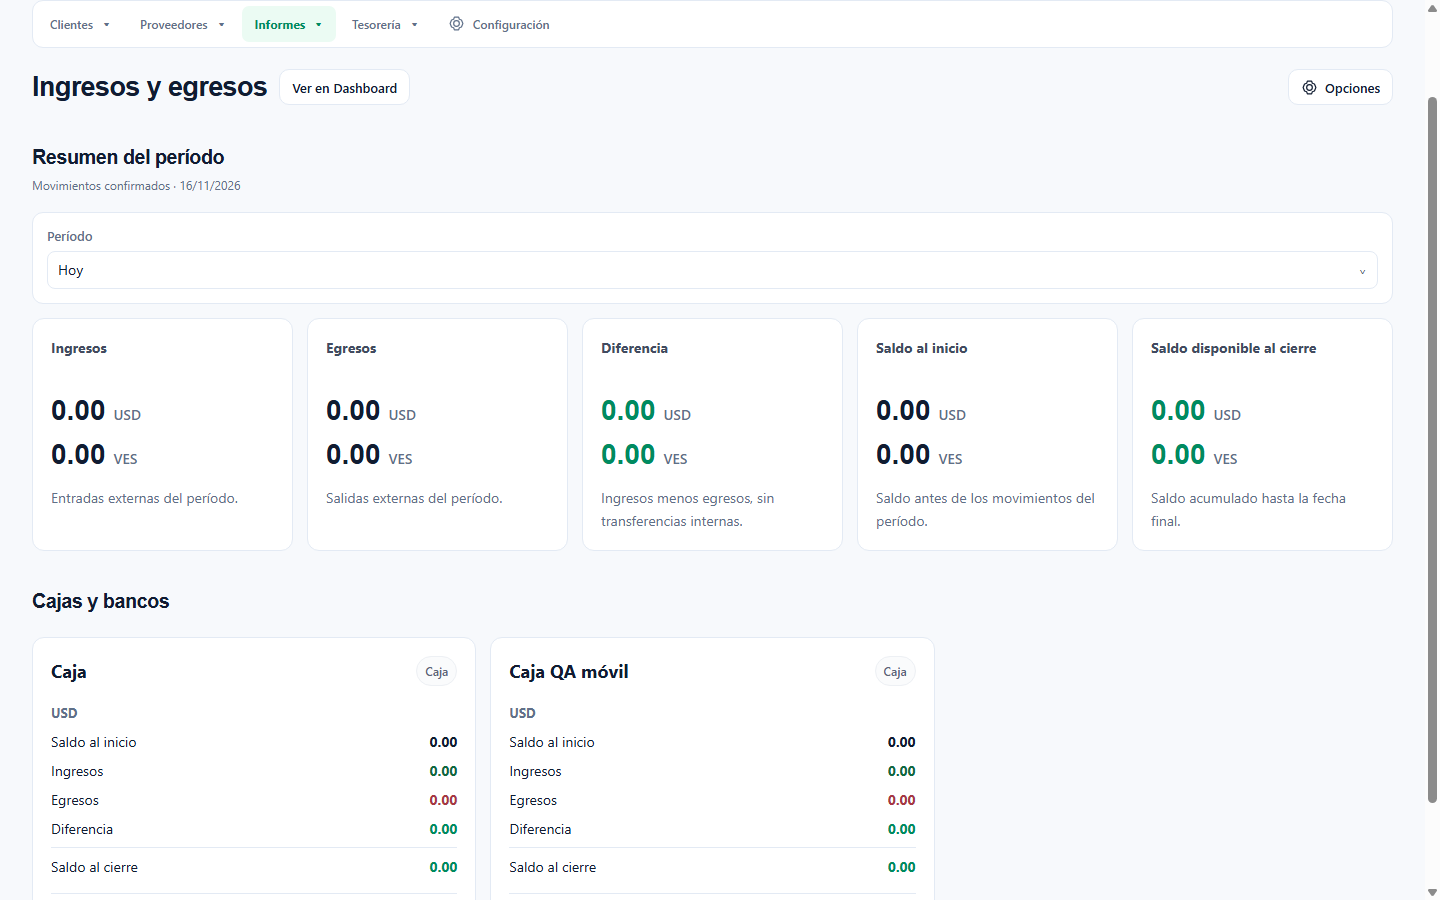 Clientes Proveedores Informes Tesorería Configuración
Ingresos y egresos Ver en Dashboard Opciones
Resumen del período
Movimientos confirmados · 16/11/2026
Período
Hoy
Ingresos
0.00 USD
0.00 VES
Entradas externas del período.
Egresos
0.00 USD
0.00 VES
Salidas externas del período.
Diferencia
0.00 USD
0.00 VES
Ingresos menos egresos, sin
transferencias internas.
Saldo al inicio
0.00 USD
0.00 VES
Saldo antes de los movimientos del
período.
Saldo disponible al cierre
0.00 USD
0.00 VES
Saldo acumulado hasta la fecha
final.
Cajas y bancos
Caja Caja
USD
Saldo al inicio 0.00
Ingresos 0.00
Egresos 0.00
Diferencia 0.00
Saldo al cierre 0.00
Caja QA móvil Caja
USD
Saldo al inicio 0.00
Ingresos 0.00
Egresos 0.00
Diferencia 0.00
Saldo al cierre 0.00